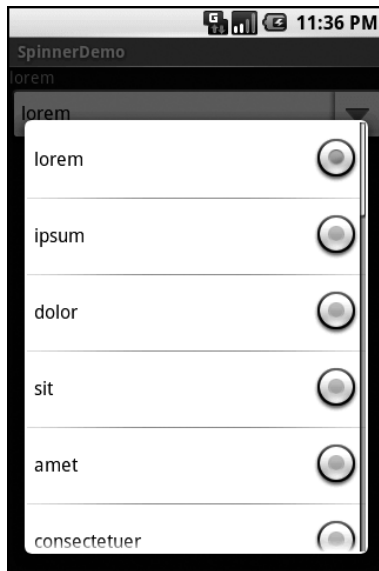 11:36 PM
SpinnerDemo
lorem
lorem
lorem
ipsum
dolor
sit
amet
consectetuer